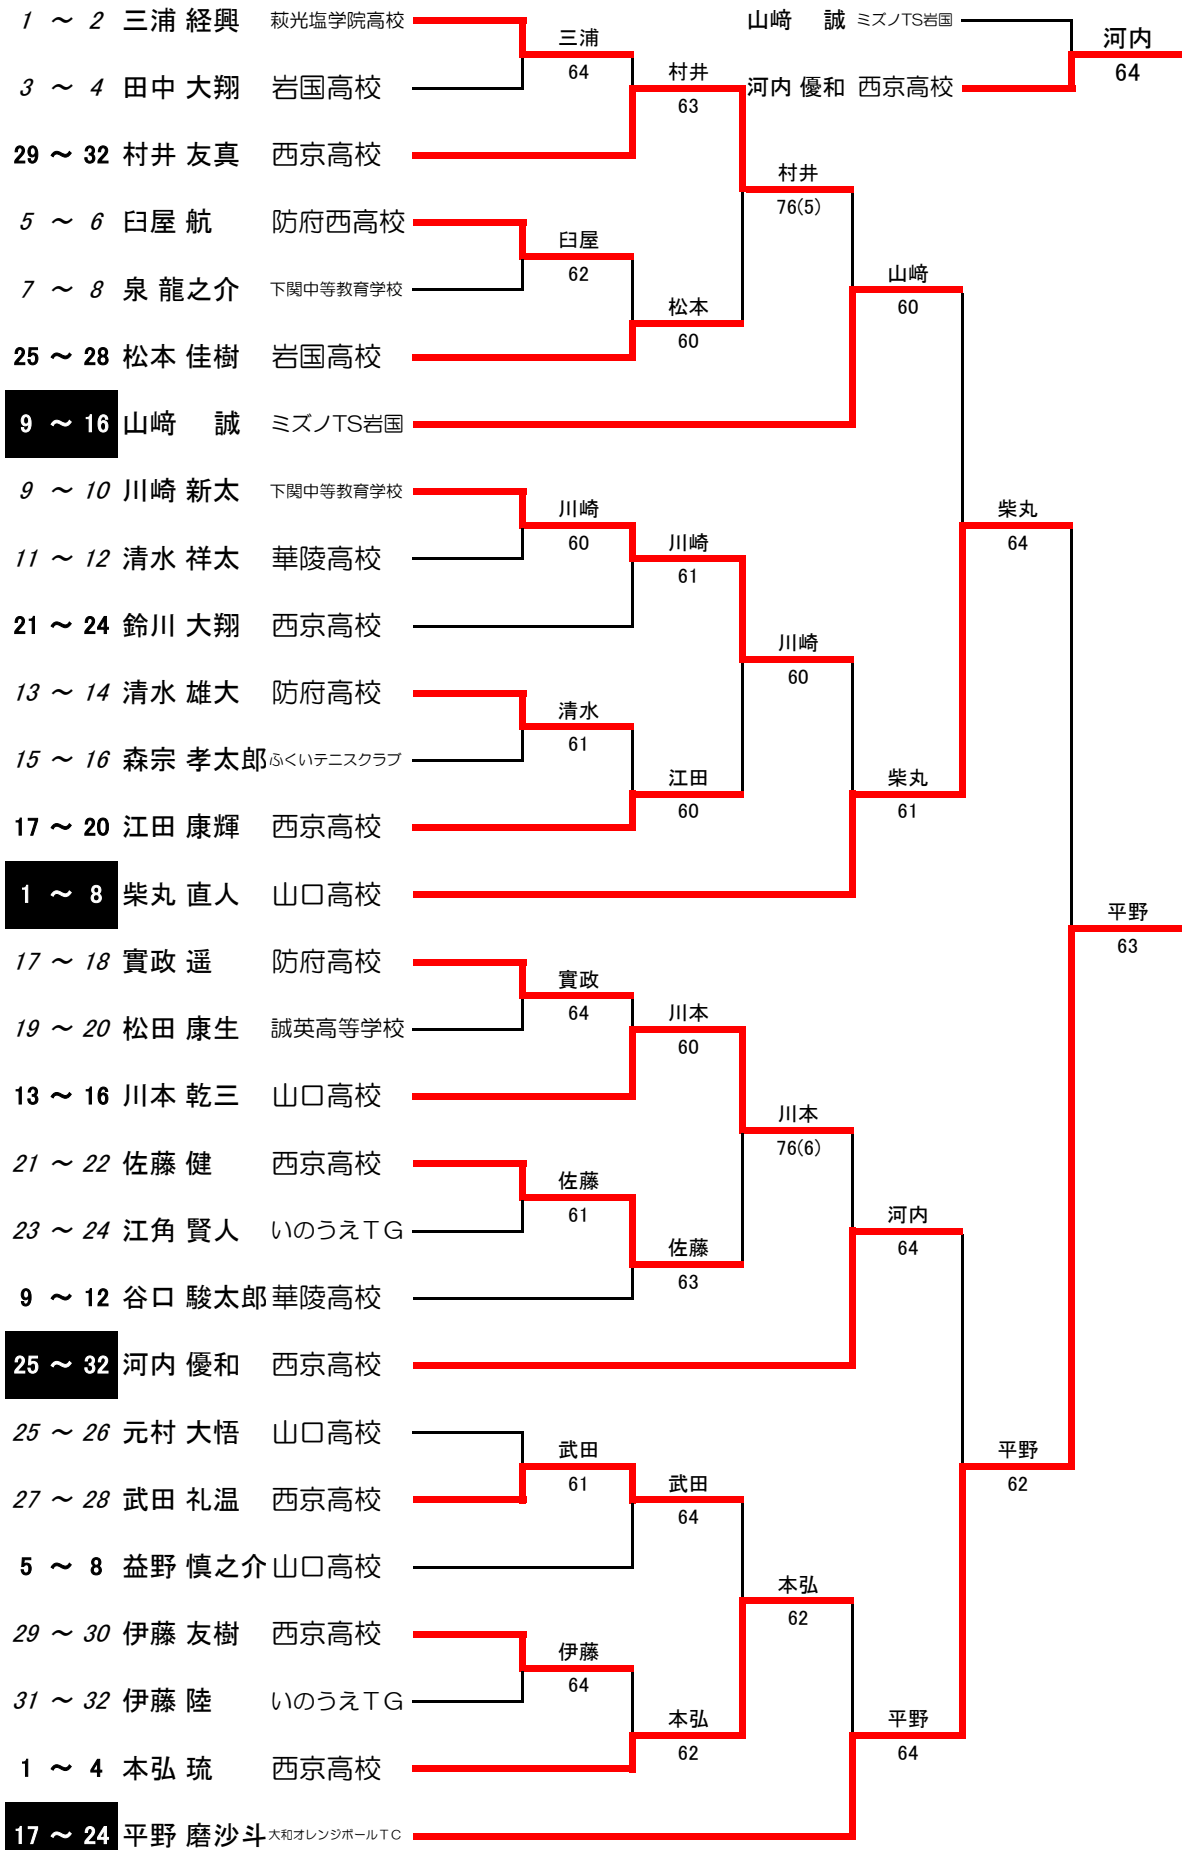 1 ～ 2 三浦 経興 萩光塩学院高校
山﨑 誠 ミズノTS岩国
三浦
64
河内
64
3 ～ 4 田中 大翔 岩国高校
村井
63
河内 優和 西京高校
29 ～ 32 村井 友真 西京高校
村井
76(5)
5 ～ 6 臼屋 航 防府西高校
臼屋
62
7 ～ 8 泉 龍之介 下関中等教育学校
山﨑
60
松本
60
25 ～ 28 松本 佳樹 岩国高校
9 ～ 16 山﨑 誠 ミズノTS岩国
9 ～ 10 川崎 新太 下関中等教育学校
川崎
60
柴丸
64
11 ～ 12 清水 祥太 華陵高校
川崎
61
21 ～ 24 鈴川 大翔 西京高校
川崎
60
13 ～ 14 清水 雄大 防府高校
清水
61
15 ～ 16 森宗 孝太郎 ふくいテニスクラブ
江田
60
柴丸
61
17 ～ 20 江田 康輝 西京高校
1 ～ 8 柴丸 直人 山口高校
平野
63
17 ～ 18 實政 遥 防府高校
實政
64
19 ～ 20 松田 康生 誠英高等学校
川本
60
13 ～ 16 川本 乾三 山口高校
川本
76(6)
21 ～ 22 佐藤 健 西京高校
佐藤
61
23 ～ 24 江角 賢人 いのうえＴＧ
河内
64
佐藤
63
9 ～ 12 谷口 駿太郎 華陵高校
25 ～ 32 河内 優和 西京高校
25 ～ 26 元村 大悟 山口高校
武田
61
平野
62
27 ～ 28 武田 礼温 西京高校
武田
64
5 ～ 8 益野 慎之介 山口高校
本弘
62
29 ～ 30 伊藤 友樹 西京高校
伊藤
64
31 ～ 32 伊藤 陸 いのうえＴＧ
本弘
62
平野
64
1 ～ 4 本弘 琉 西京高校
17 ～ 24 平野 磨沙斗 大和オレンジボールＴＣ